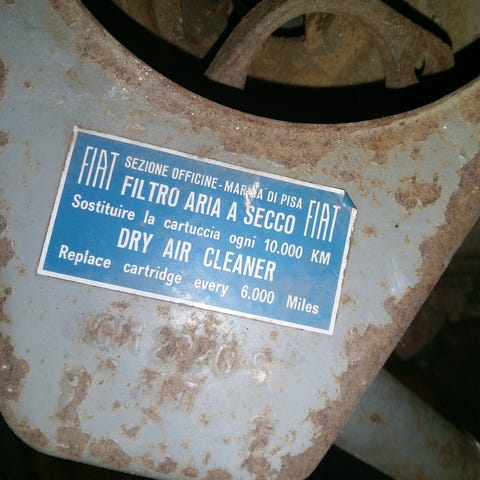 FIAT SEZIONE OFFICINE-MARINA DI PISA FIAT
FILTRO ARIA A SECCO
Sostituire la cartuccia ogni 10.000 KM
DRY AIR CLEANER
Replace cartridge every 6.000 Miles